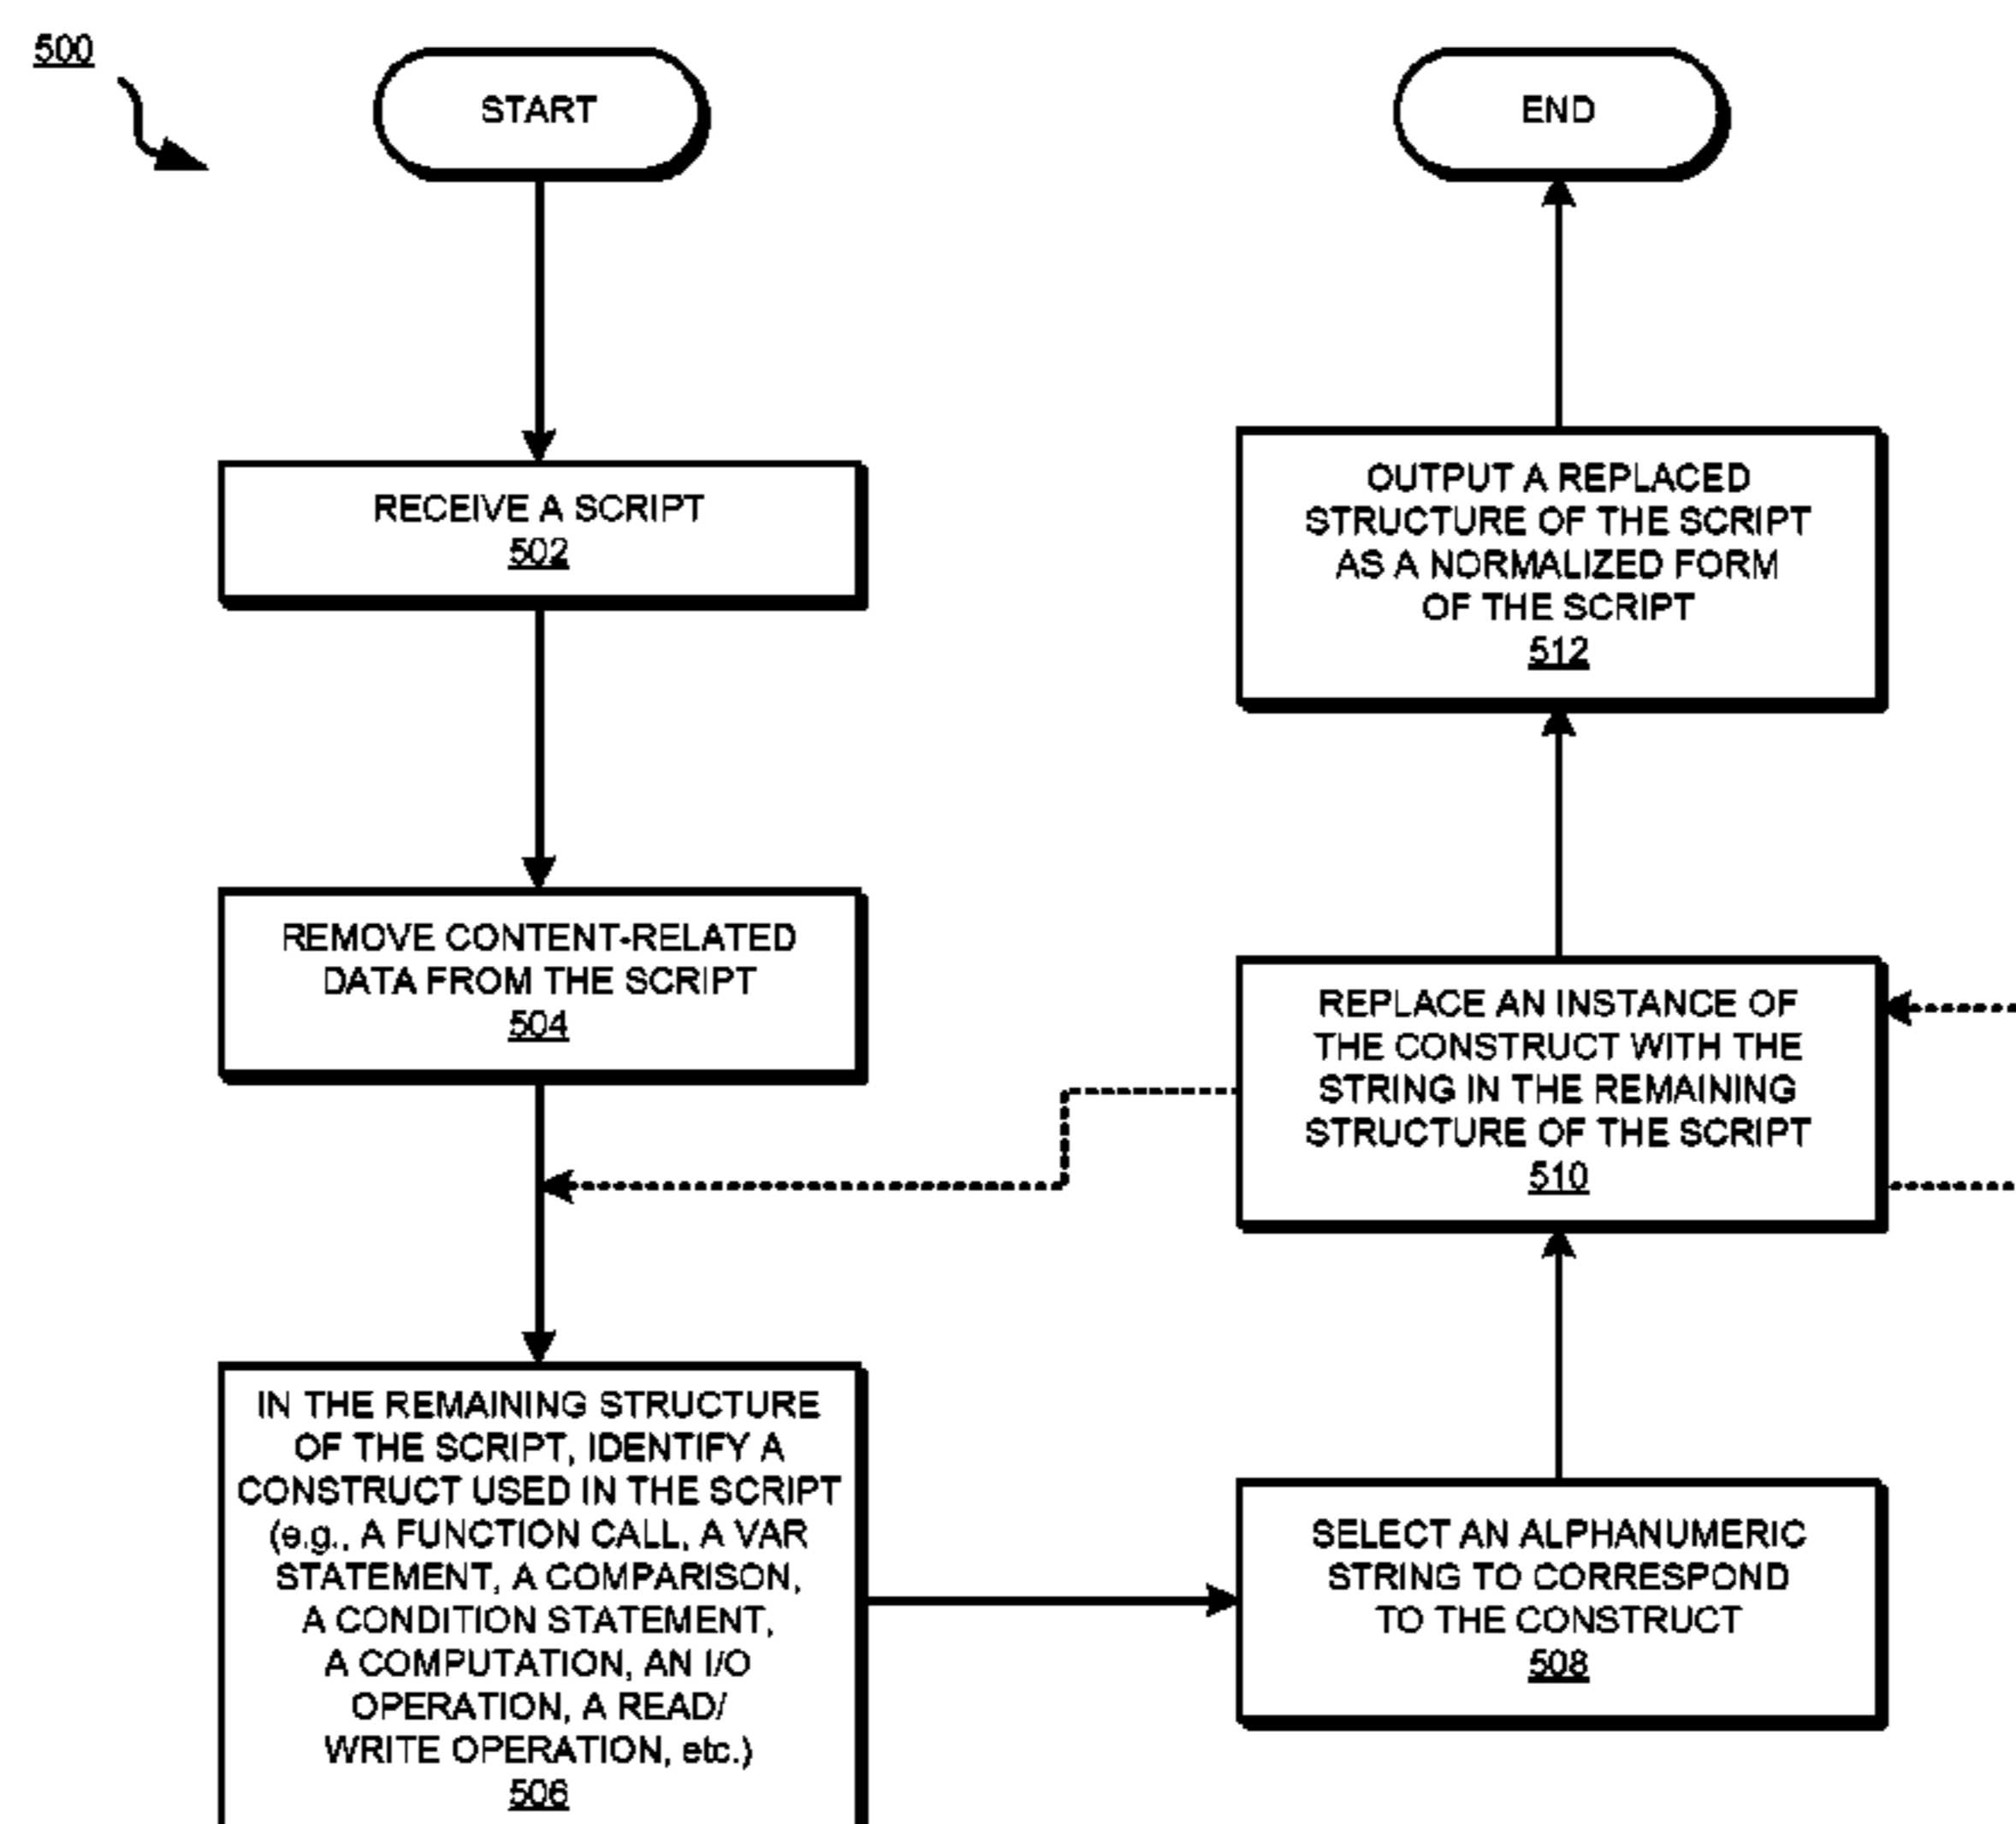 500
START
RECEIVE A SCRIPT
502
REMOVE CONTENT-RELATED
DATA FROM THE SCRIPT
504
IN THE REMAINING STRUCTURE
OF THE SCRIPT, IDENTIFY A
CONSTRUCT USED IN THE SCRIPT
(e.g., A FUNCTION CALL, A VAR
STATEMENT, A COMPARISON,
A CONDITION STATEMENT,
A COMPUTATION, AN I/O
OPERATION, A READ/
WRITE OPERATION, etc.)
506
SELECT AN ALPHANUMERIC
STRING TO CORRESPOND
TO THE CONSTRUCT
508
REPLACE AN INSTANCE OF
THE CONSTRUCT WITH THE
STRING IN THE REMAINING
STRUCTURE OF THE SCRIPT
510
OUTPUT A REPLACED
STRUCTURE OF THE SCRIPT
AS A NORMALIZED FORM
OF THE SCRIPT
512
END